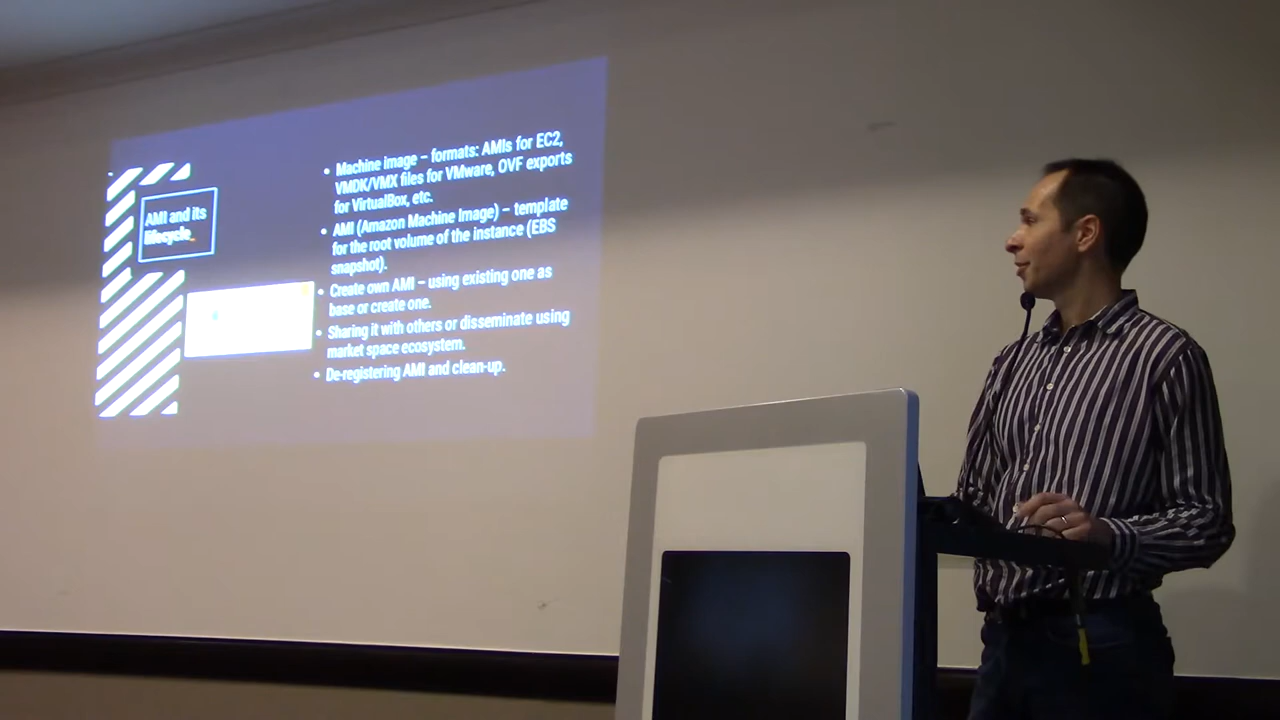 AMI and its
lifecycle.
• Machine image – formats: AMIs for EC2,
VMDK/VMX files for VMware, OVF exports
for VirtualBox, etc.
• AMI (Amazon Machine Image) – template
for the root volume of the instance (EBS
snapshot).
• Create own AMI – using existing one as
base or create one.
• Sharing it with others or disseminate using
market space ecosystem.
• De-registering AMI and clean-up.